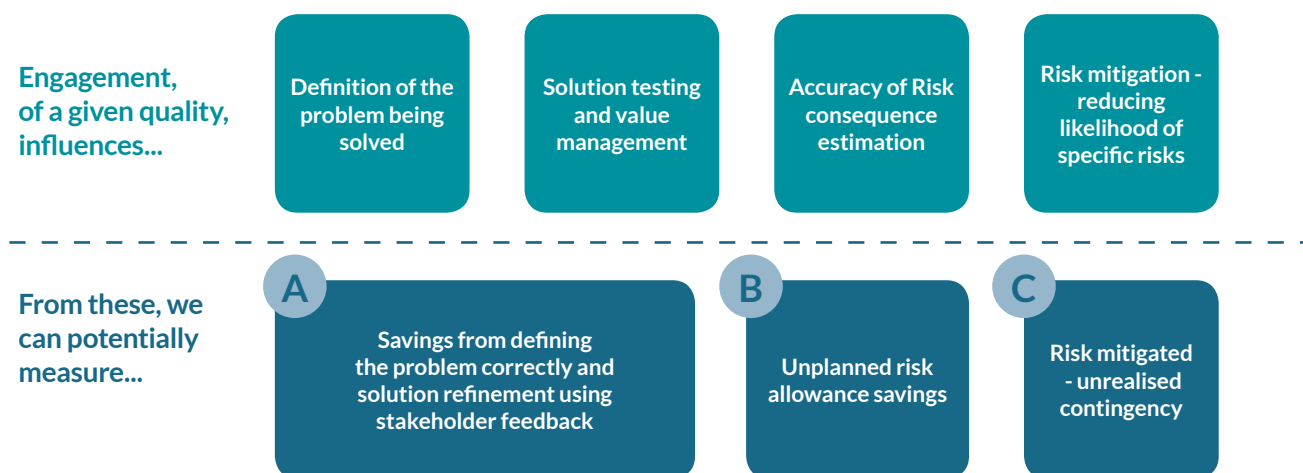 Engagement,
of a given quality,
influences...
Definition of the
problem being
solved
Solution testing
and value
management
Accuracy of Risk
consequence
estimation
Risk mitigation -
reducing
likelihood of
specific risks
From these, we
can potentially
measure...
A
Savings from defining
the problem correctly and
solution refinement using
stakeholder feedback
B
Unplanned risk
allowance savings
C
Risk mitigated
- unrealised
contingency